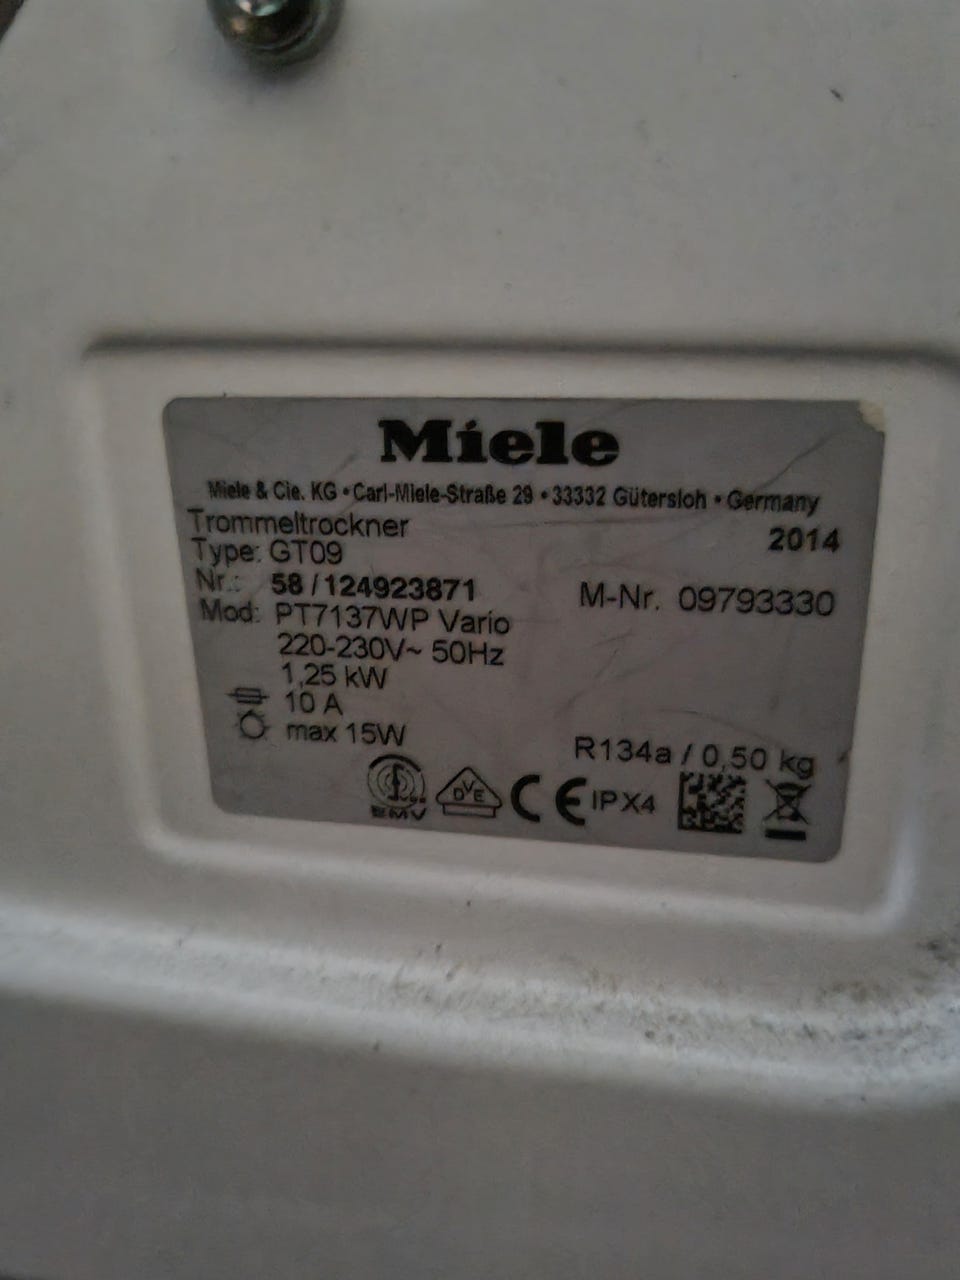 Miele
Miele & Cie. KG • Carl-Miele-Straße 29 • 33332 Gütersloh • Germany
Trommeltrockner
2014
Type: GT09
Nr.: 58 / 124923871
M-Nr. 09793330
Mod: PT7137WP Vario
220-230V~ 50Hz
1,25 kW
10 A
max 15W
R134a / 0,50 kg
EMV
DVE
CE
IPX4